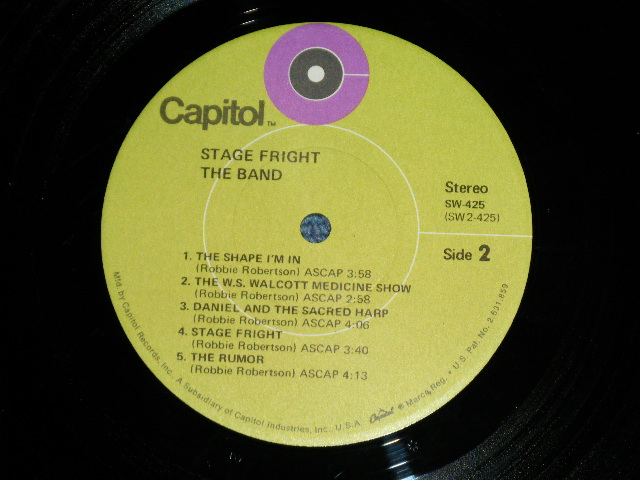 Capitol TM
STAGE FRIGHT
THE BAND
Stereo
SW-425
(SW2-425)
Side 2
1. THE SHAPE I'M IN
(Robbie Robertson) ASCAP 3:58
2. THE W.S. WALCOTT MEDICINE SHOW
(Robbie Robertson) ASCAP 2:58
3. DANIEL AND THE SACRED HARP
(Robbie Robertson) ASCAP 4:06
4. STAGE FRIGHT
(Robbie Robertson) ASCAP 3:40
5. THE RUMOR
(Robbie Robertson) ASCAP 4:13
Mfd. by Capitol Records, Inc., A Subsidiary of Capitol Industries, Inc., U.S.A. Capitol ® Marca Reg. • U.S. Pat. No. 2,631,859